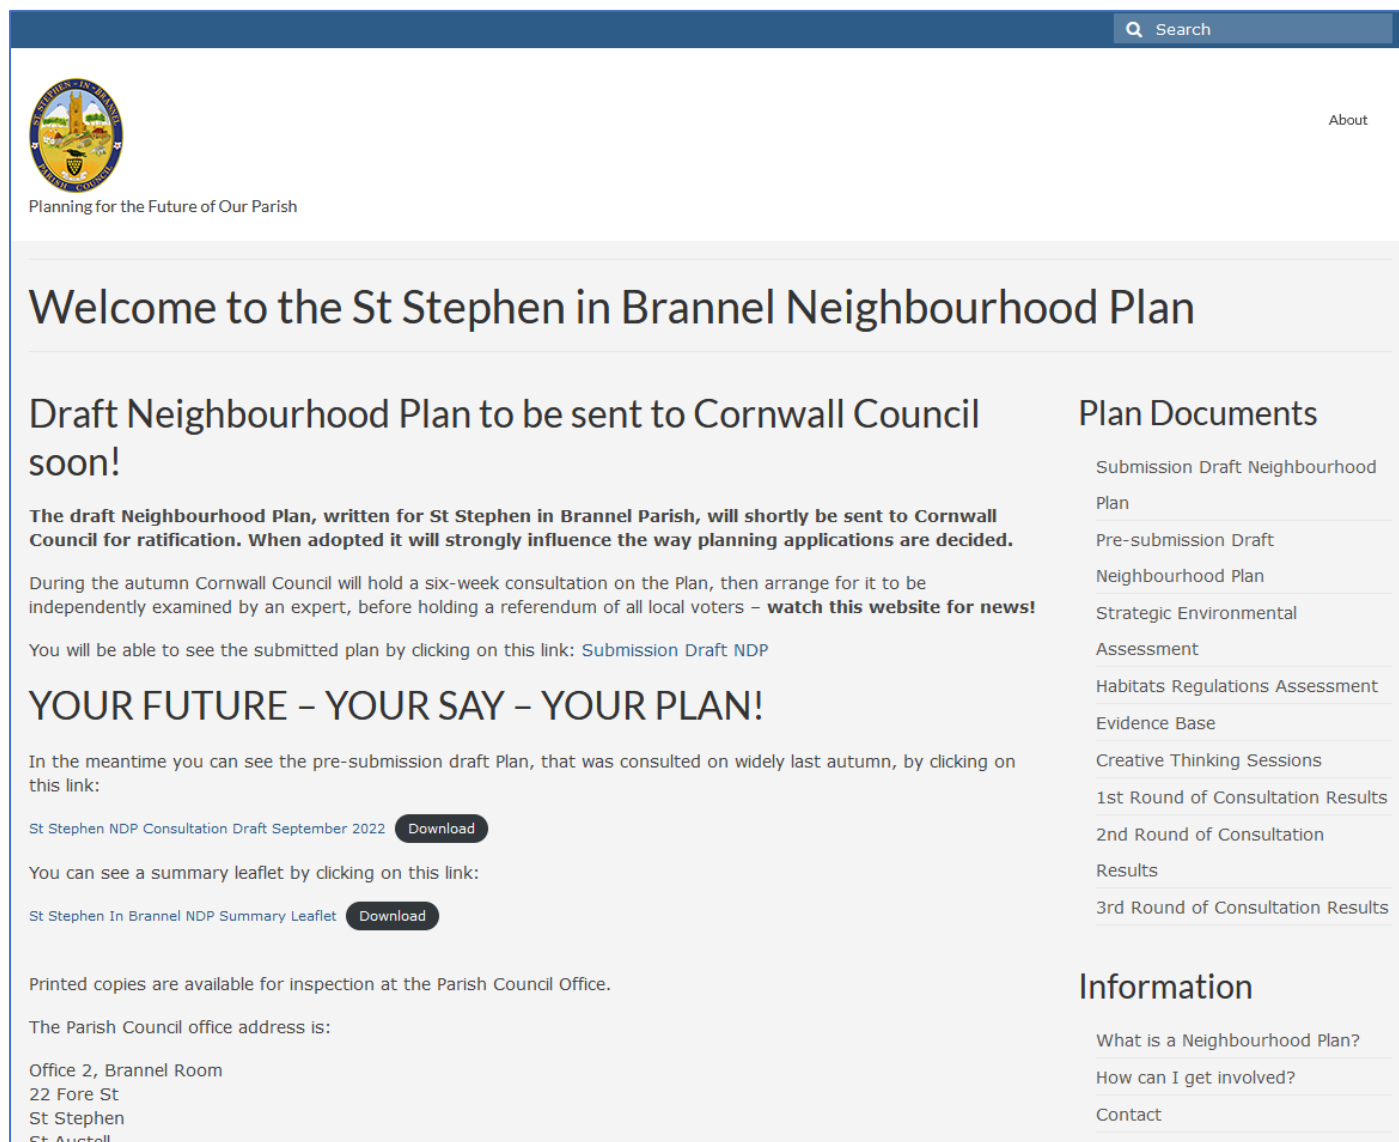 Search
ST STEPHEN-IN-BRANNEL
PARISH COUNCIL
About
Planning for the Future of Our Parish
Welcome to the St Stephen in Brannel Neighbourhood Plan
Draft Neighbourhood Plan to be sent to Cornwall Council
soon!
The draft Neighbourhood Plan, written for St Stephen in Brannel Parish, will shortly be sent to Cornwall
Council for ratification. When adopted it will strongly influence the way planning applications are decided.
During the autumn Cornwall Council will hold a six-week consultation on the Plan, then arrange for it to be
independently examined by an expert, before holding a referendum of all local voters – watch this website for news!
You will be able to see the submitted plan by clicking on this link: Submission Draft NDP
YOUR FUTURE – YOUR SAY – YOUR PLAN!
In the meantime you can see the pre-submission draft Plan, that was consulted on widely last autumn, by clicking on
this link:
St Stephen NDP Consultation Draft September 2022 Download
You can see a summary leaflet by clicking on this link:
St Stephen In Brannel NDP Summary Leaflet Download
Printed copies are available for inspection at the Parish Council Office.
The Parish Council office address is:
Office 2, Brannel Room
22 Fore St
St Stephen
St Austell
Plan Documents
Submission Draft Neighbourhood
Plan
Pre-submission Draft
Neighbourhood Plan
Strategic Environmental
Assessment
Habitats Regulations Assessment
Evidence Base
Creative Thinking Sessions
1st Round of Consultation Results
2nd Round of Consultation
Results
3rd Round of Consultation Results
Information
What is a Neighbourhood Plan?
How can I get involved?
Contact